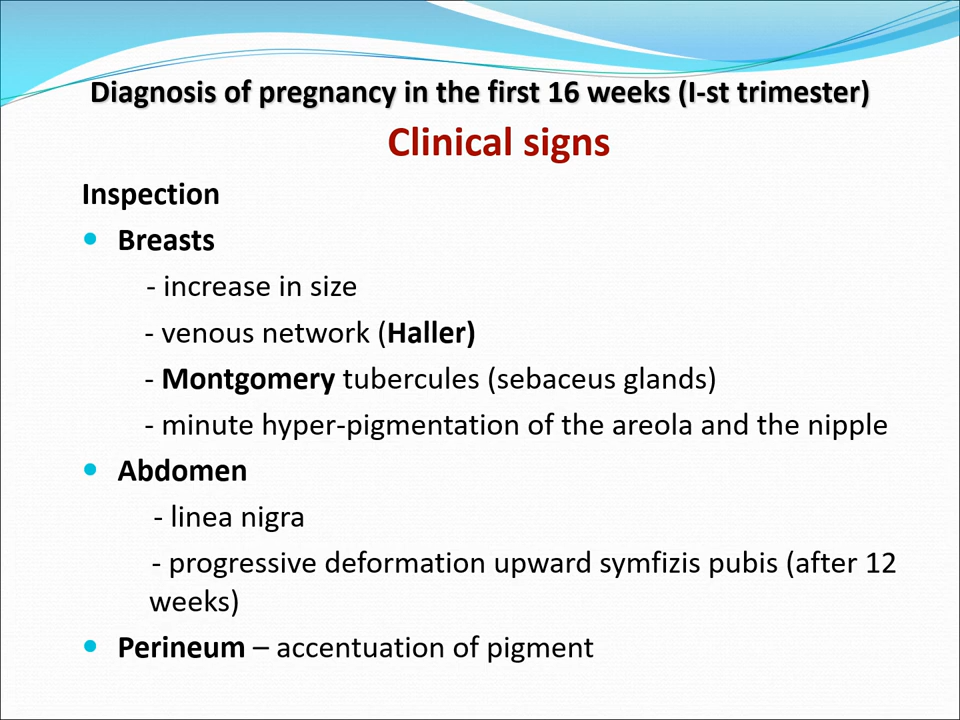 Diagnosis of pregnancy in the first 16 weeks (I-st trimester)
Clinical signs
Inspection
• Breasts
- increase in size
- venous network (Haller)
- Montgomery tubercules (sebaceus glands)
- minute hyper-pigmentation of the areola and the nipple
• Abdomen
- linea nigra
- progressive deformation upward symfizis pubis (after 12
weeks)
• Perineum – accentuation of pigment